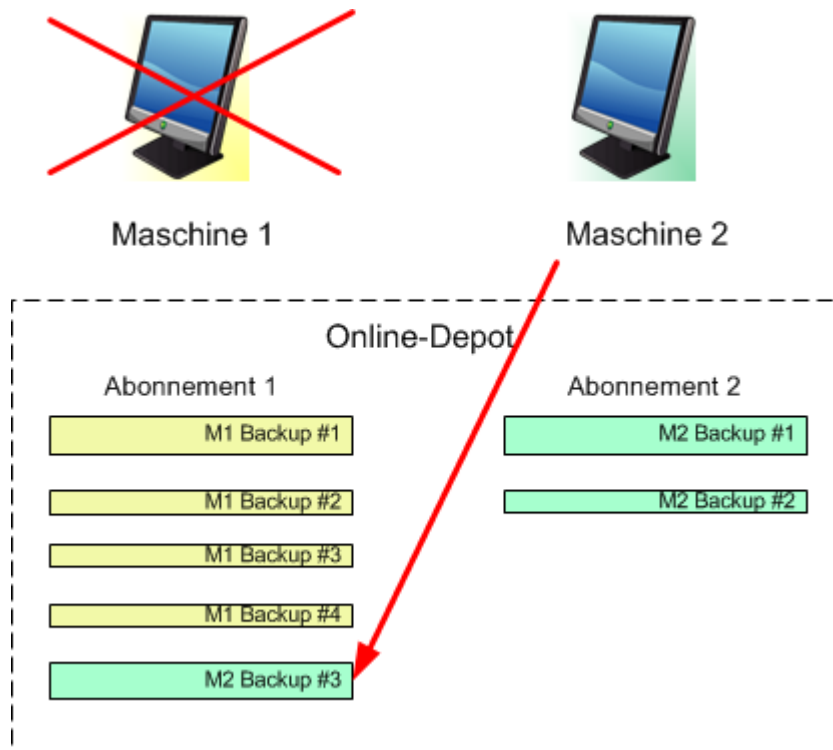 Maschine 1
Maschine 2
Online-Depot
Abonnement 1
Abonnement 2
M1 Backup #1
M2 Backup #1
M1 Backup #2
M2 Backup #2
M1 Backup #3
M1 Backup #4
M2 Backup #3